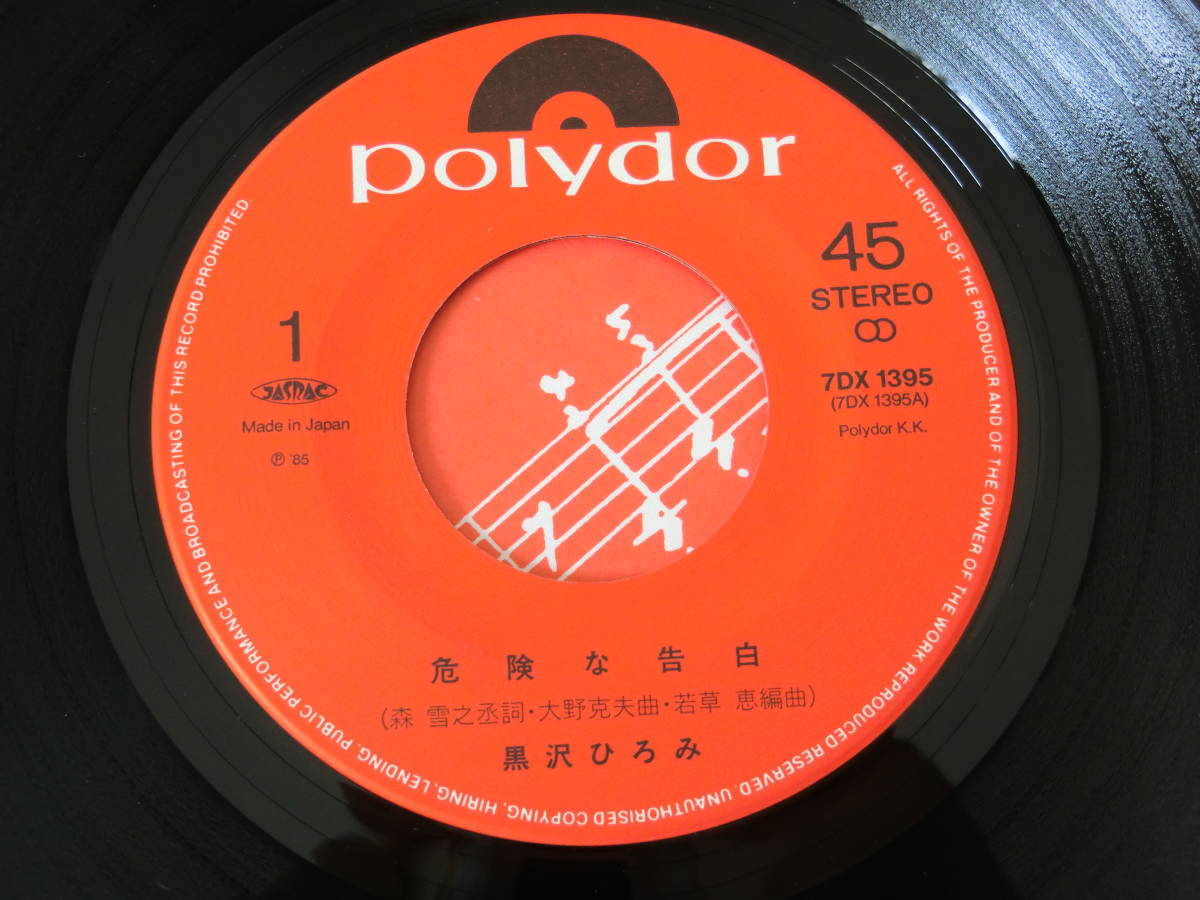 polydor
45
STEREO
1
JASRAC
7DX 1395
(7DX 1395A)
Made in Japan
Polydor K.K.
Ⓟ '85
危険な告白
(森 雪之丞詞・大野克夫曲・若草 恵編曲)
黒沢ひろみ
ALL RIGHTS OF THE PRODUCER AND OF THE OWNER OF THE WORK REPRODUCED RESERVED. UNAUTHORISED COPYING, HIRING, LENDING, PUBLIC PERFORMANCE AND BROADCASTING OF THIS RECORD PROHIBITED.